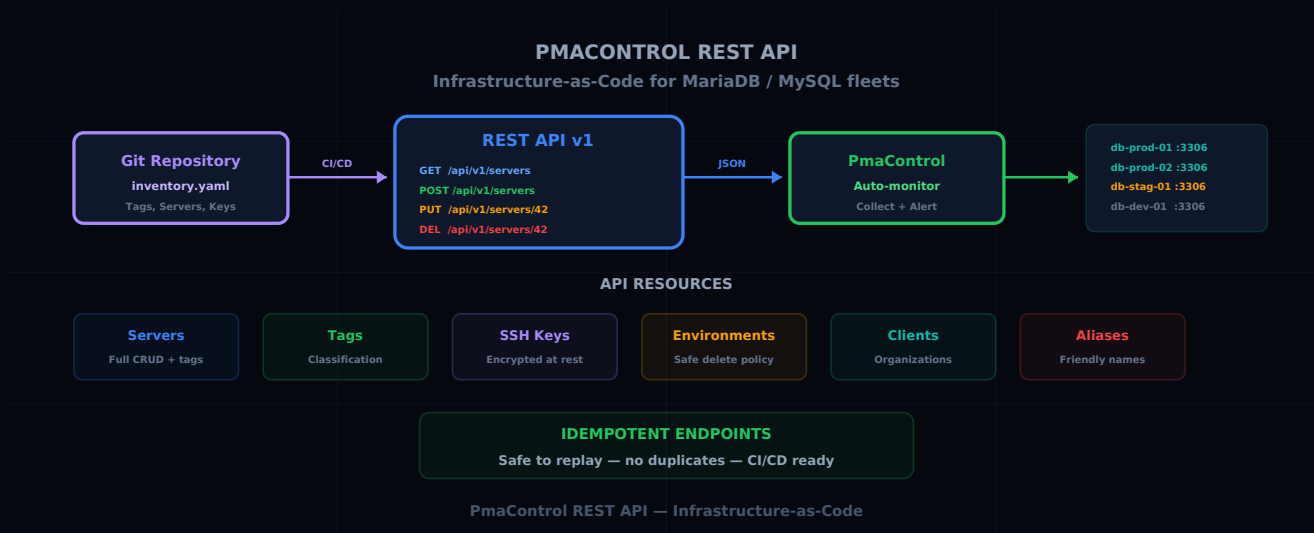 PMACONTROL REST API
Infrastructure-as-Code for MariaDB / MySQL fleets
Git Repository
inventory.yaml
Tags, Servers, Keys
CI/CD
REST API v1
GET /api/v1/servers
POST /api/v1/servers
PUT /api/v1/servers/42
DEL /api/v1/servers/42
JSON
PmaControl
Auto-monitor
Collect + Alert
db-prod-01 :3306
db-prod-02 :3306
db-stag-01 :3306
db-dev-01 :3306
API RESOURCES
Servers
Full CRUD + tags
Tags
Classification
SSH Keys
Encrypted at rest
Environments
Safe delete policy
Clients
Organizations
Aliases
Friendly names
IDEMPOTENT ENDPOINTS
Safe to replay — no duplicates — CI/CD ready
PmaControl REST API — Infrastructure-as-Code